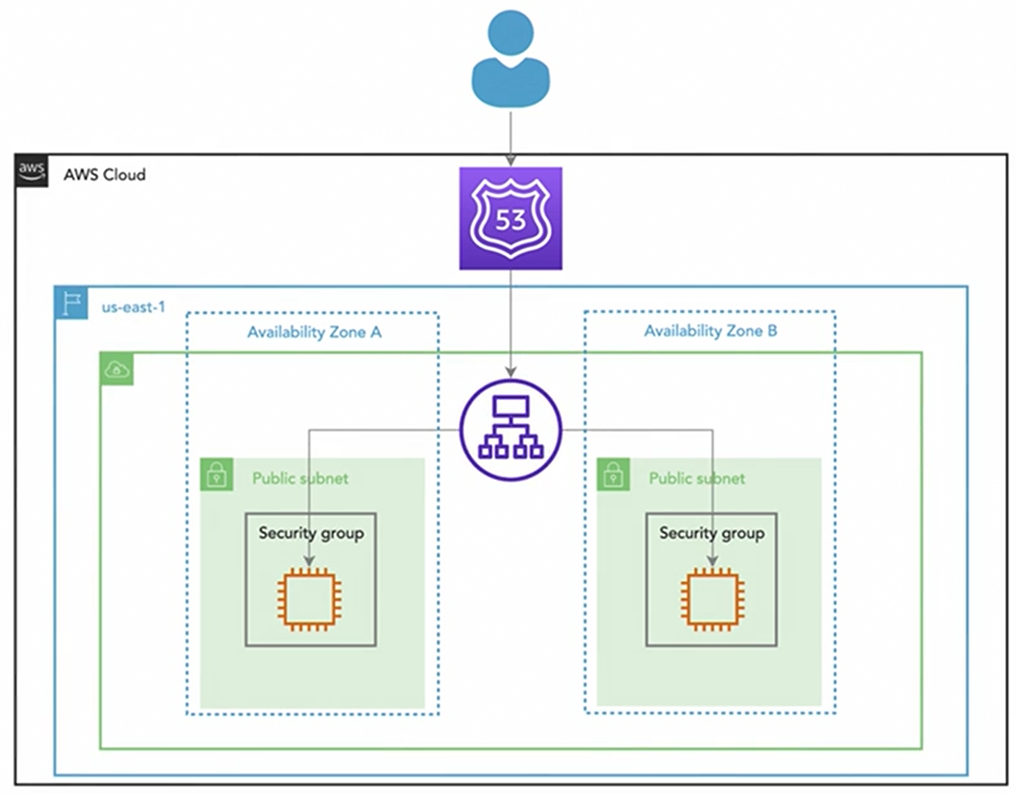 aws
AWS Cloud
53
us-east-1
Availability Zone A
Availability Zone B
Public subnet
Public subnet
Security group
Security group